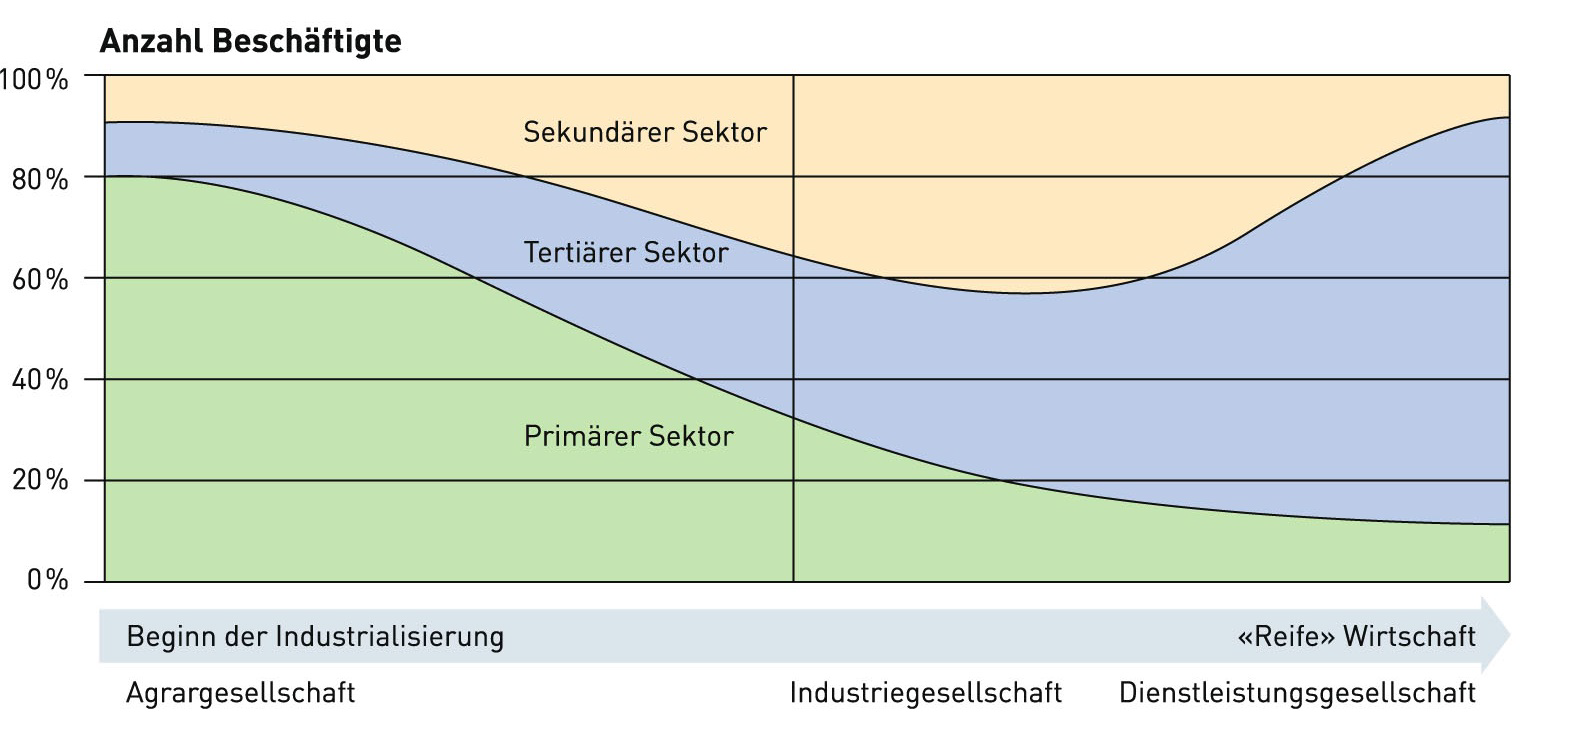 Anzahl Beschäftigte
100 %
Sekundärer Sektor
80 %
Tertiärer Sektor
60 %
40 %
Primärer Sektor
20 %
0 %
Beginn der Industrialisierung
«Reife» Wirtschaft
Agrargesellschaft
Industriegesellschaft
Dienstleistungsgesellschaft